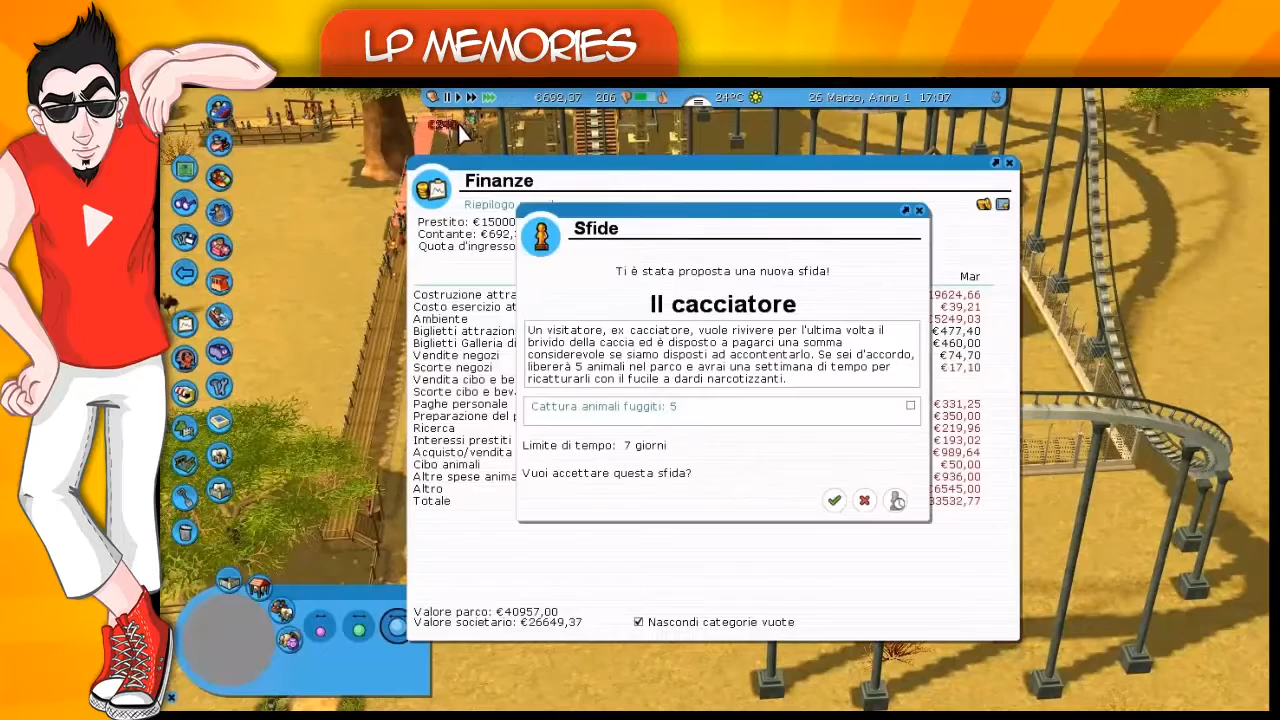 LP MEMORIES
€692,37 206 24°C 26 Marzo, Anno 1 17:07
Finanze
Riepilogo
Prestito: €15000
Contante: €692,
Quota d'ingresso
Sfide
Ti è stata proposta una nuova sfida!
Il cacciatore
Un visitatore, ex cacciatore, vuole rivivere per l'ultima volta il
brivido della caccia ed è disposto a pagarci una somma
considerevole se siamo disposti ad accontentarlo. Se sei d'accordo,
libererà 5 animali nel parco e avrai una settimana di tempo per
ricatturarli con il fucile a dardi narcotizzanti.
Cattura animali fuggiti: 5
Limite di tempo: 7 giorni
Vuoi accettare questa sfida?
Mar
Costruzione attra 19624,66
Costo esercizio at €39,21
Ambiente €5249,03
Biglietti attrazion €477,40
Biglietti Galleria di €460,00
Vendite negozi €74,70
Scorte negozi €17,10
Vendita cibo e be
Scorte cibo e bev
Paghe personale €331,25
Preparazione del p €350,00
Ricerca €219,96
Interessi prestiti €193,02
Acquisto/vendita €989,64
Cibo animali €50,00
Altre spese anima €936,00
Altro 6545,00
Totale 33532,77
Valore parco: €40957,00
Valore societario: €26649,37
Nascondi categorie vuote